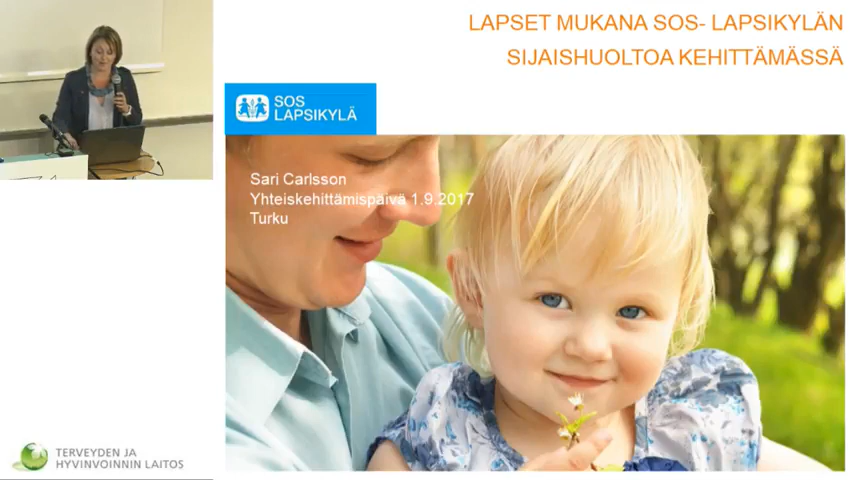 LAPSET MUKANA SOS- LAPSIKYLÄN
SIJAISHUOLTOA KEHITTÄMÄSSÄ
SOS
LAPSIKYLÄ
Sari Carlsson
Yhteiskehittämispäivä 1.9.2017
Turku
TERVEYDEN JA
HYVINVOINNIN LAITOS